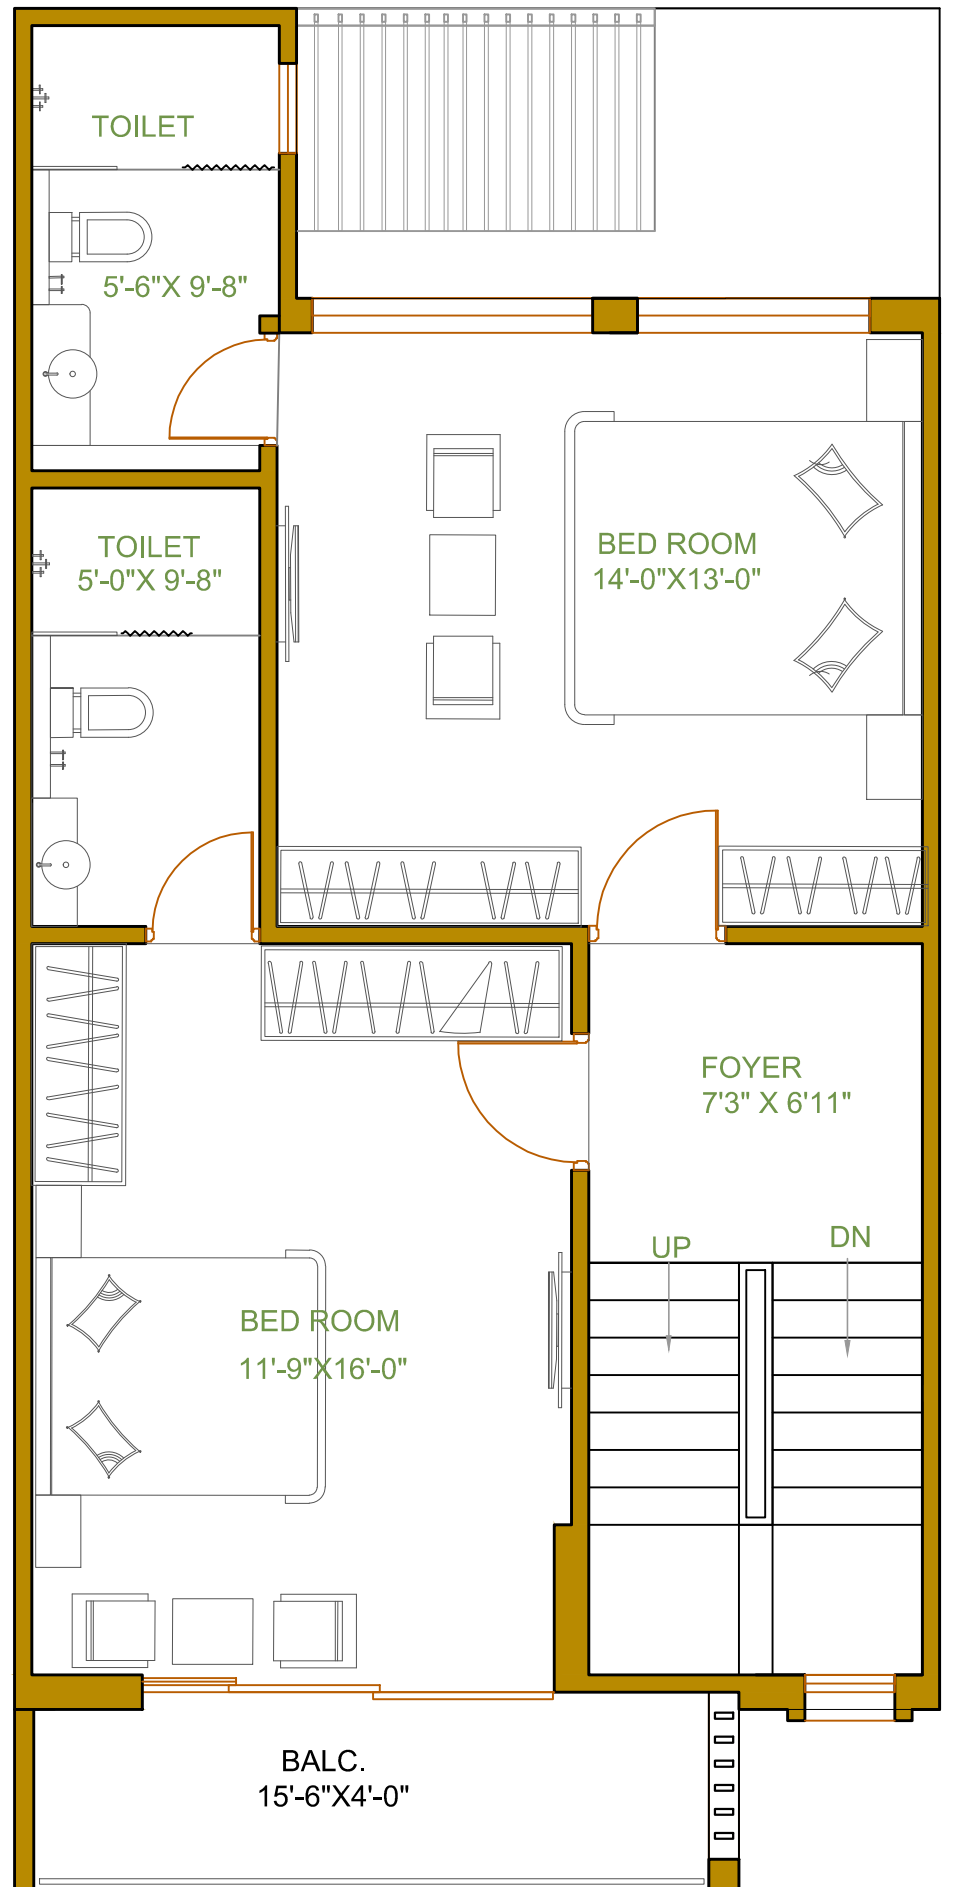 TOILET
5'-6"X 9'-8"
TOILET
5'-0"X 9'-8"
BED ROOM
14'-0"X13'-0"
FOYER
7'3" X 6'11"
UP
DN
BED ROOM
11'-9"X16'-0"
BALC.
15'-6"X4'-0"